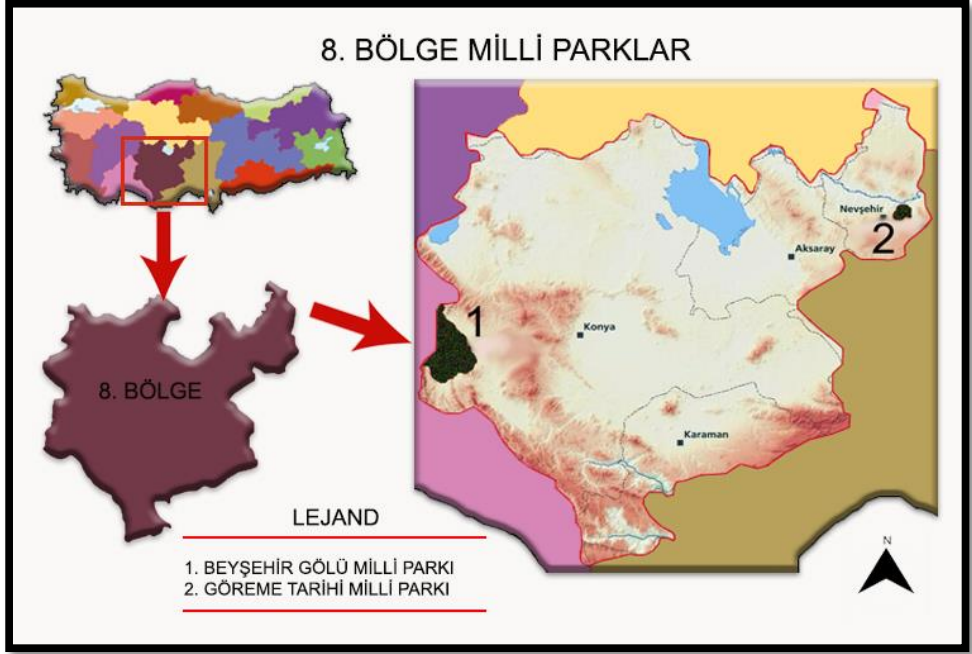 8. BÖLGE MİLLİ PARKLAR
8. BÖLGE
1
2
Nevşehir
Aksaray
Konya
Karaman
LEJAND
1. BEYŞEHİR GÖLÜ MİLLİ PARKI
2. GÖREME TARİHİ MİLLİ PARKI
N